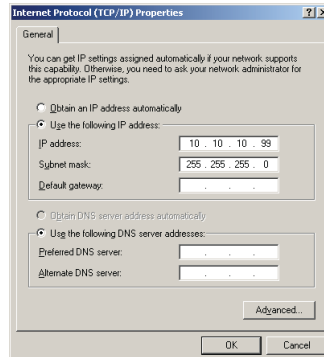 Internet Protocol (TCP/IP) Properties
General
You can get IP settings assigned automatically if your network supports
this capability. Otherwise, you need to ask your network administrator for
the appropriate IP settings.
Obtain an IP address automatically
Use the following IP address:
IP address: 10 . 10 . 10 . 99
Subnet mask: 255 . 255 . 255 . 0
Default gateway: . . .
Obtain DNS server address automatically
Use the following DNS server addresses:
Preferred DNS server: . . .
Alternate DNS server: . . .
Advanced...
OK Cancel